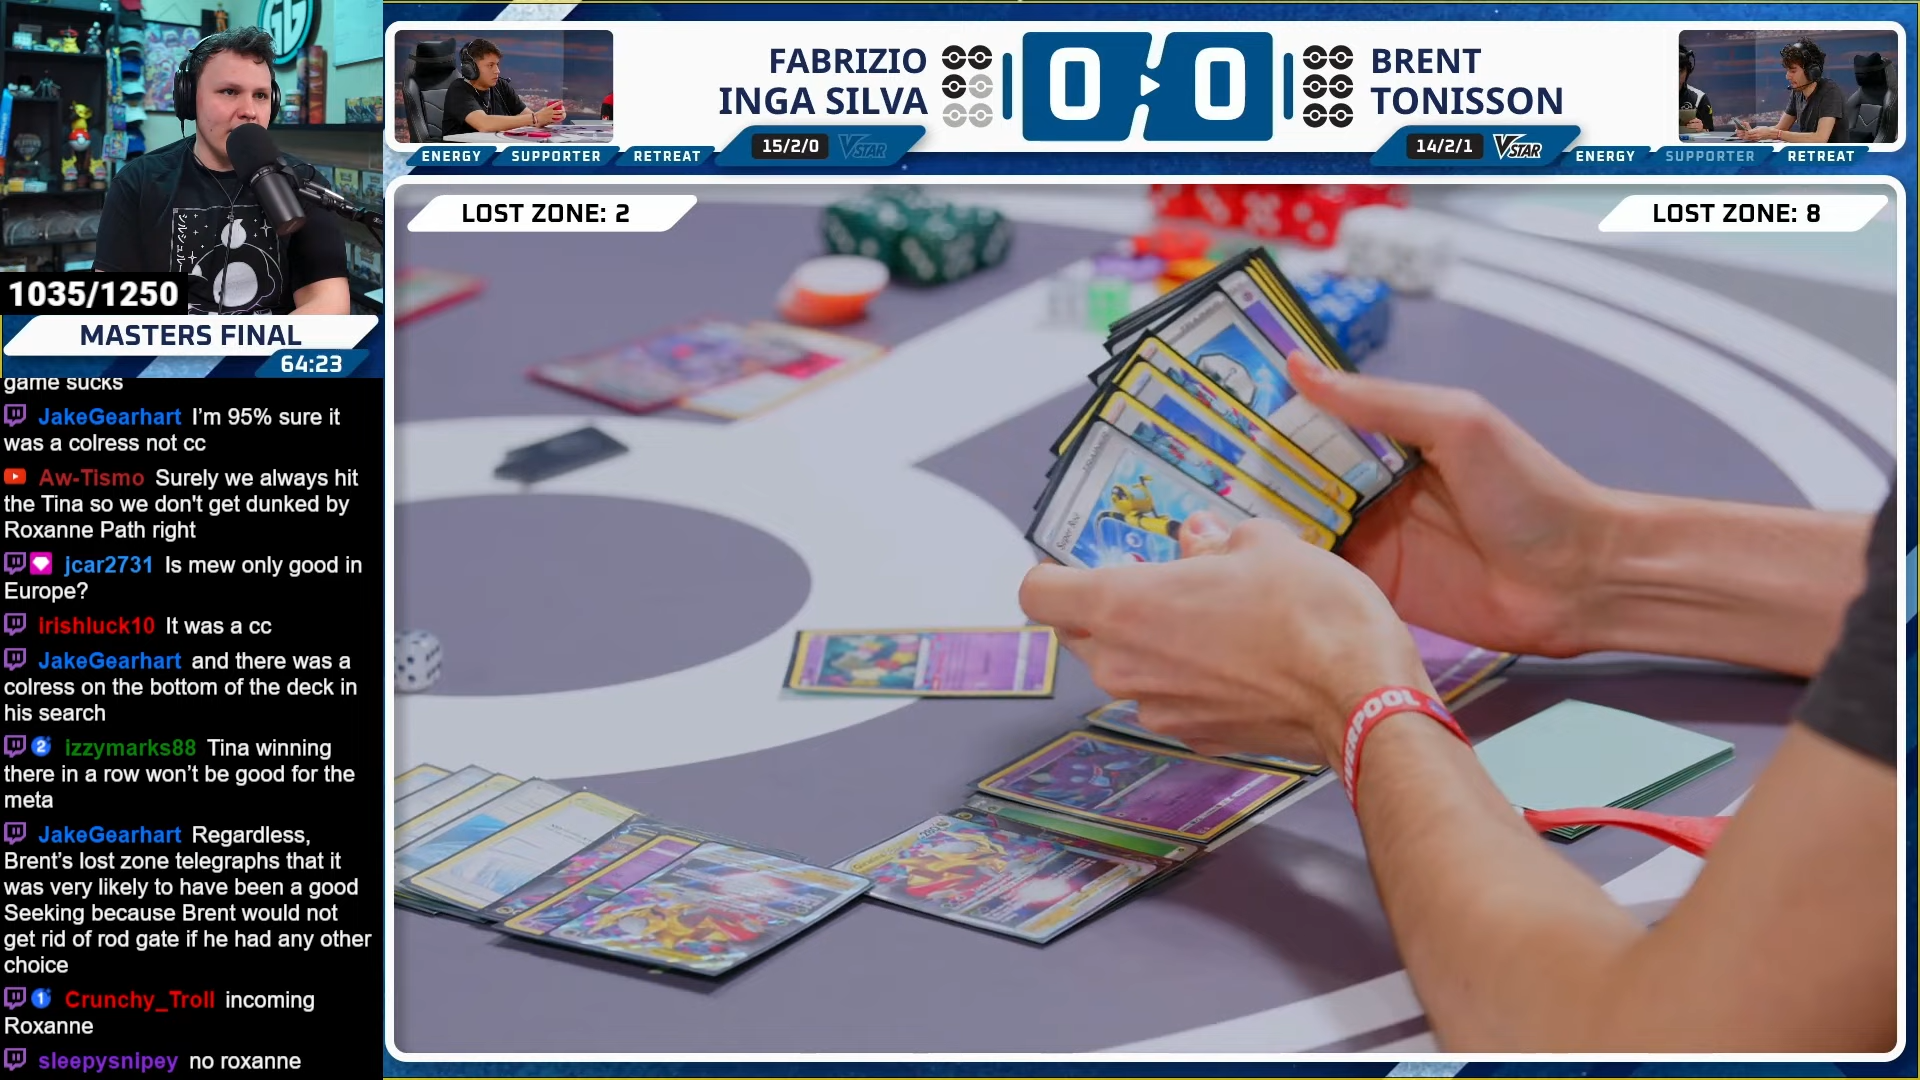 FABRIZIO
INGA SILVA
0 0
BRENT
TONISSON
15/2/0 VSTAR
14/2/1 VSTAR
ENERGY SUPPORTER RETREAT
ENERGY SUPPORTER RETREAT
LOST ZONE: 2
LOST ZONE: 8
1035/1250
MASTERS FINAL
64:23
game sucks
JakeGearhart I’m 95% sure it
was a colress not cc
Aw-Tismo Surely we always hit
the Tina so we don't get dunked by
Roxanne Path right
jcar2731 Is mew only good in
Europe?
irishluck10 It was a cc
JakeGearhart and there was a
colress on the bottom of the deck in
his search
2 izzymarks88 Tina winning
there in a row won’t be good for the
meta
JakeGearhart Regardless,
Brent’s lost zone telegraphs that it
was very likely to have been a good
Seeking because Brent would not
get rid of rod gate if he had any other
choice
1 Crunchy_Troll incoming
Roxanne
sleepysnipey no roxanne
Super Rod
LIVERPOOL
280